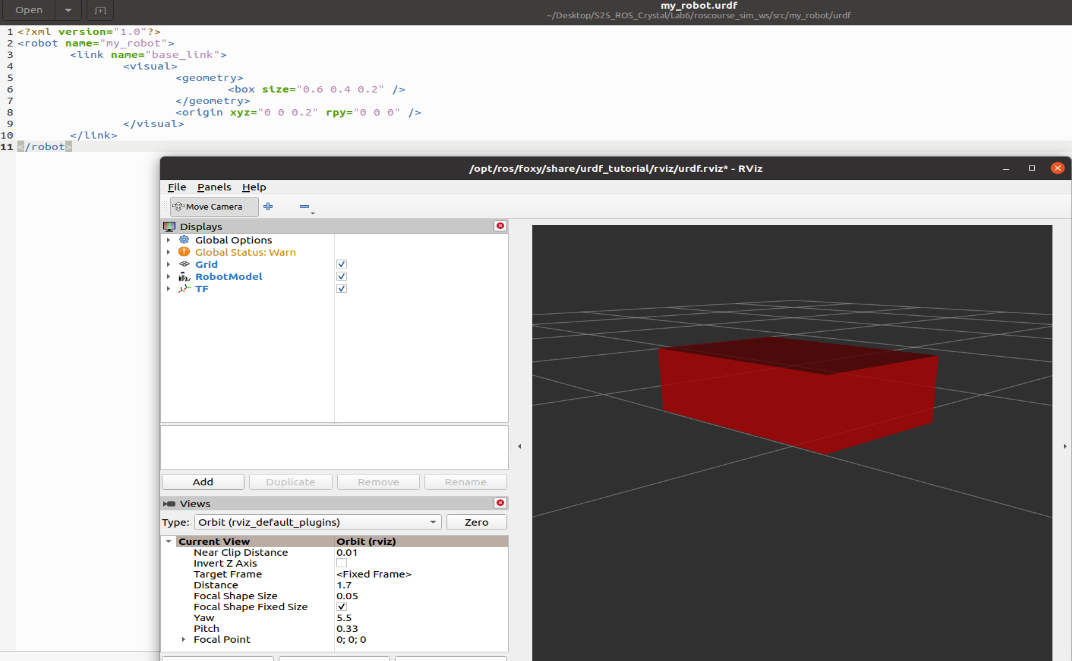 Open
my_robot.urdf
~/Desktop/S25_ROS_Crystal/Lab6/roscourse_sim_ws/src/my_robot/urdf
1 <?xml version="1.0"?>
2 <robot name="my_robot">
3 <link name="base_link">
4 <visual>
5 <geometry>
6 <box size="0.6 0.4 0.2" />
7 </geometry>
8 <origin xyz="0 0 0.2" rpy="0 0 0" />
9 </visual>
10 </link>
11 </robot>
/opt/ros/foxy/share/urdf_tutorial/rviz/urdf.rviz* - RViz
File Panels Help
Move Camera
Displays
Global Options
Global Status: Warn
Grid
RobotModel
TF
Add Duplicate Remove Rename
Views
Type: Orbit (rviz_default_plugins) Zero
Current View Orbit (rviz)
Near Clip Distance 0.01
Invert Z Axis
Target Frame <Fixed Frame>
Distance 1.7
Focal Shape Size 0.05
Focal Shape Fixed Size
Yaw 5.5
Pitch 0.33
Focal Point 0; 0; 0